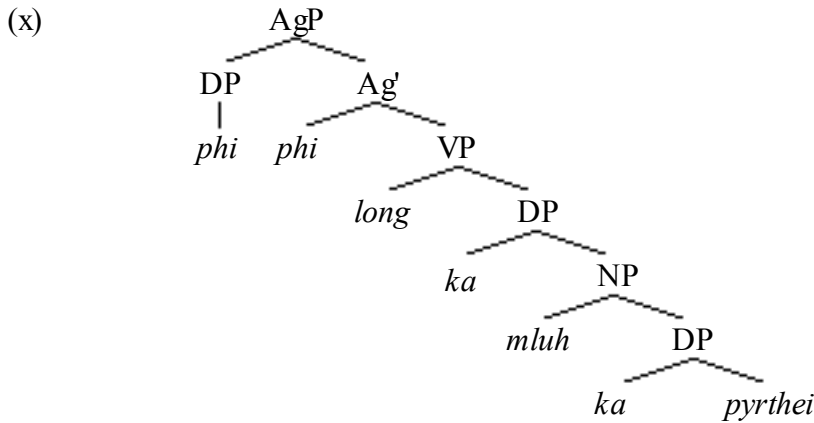 (x) AgP
DP Ag'
phi phi VP
long DP
ka NP
mluh DP
ka pyrthei